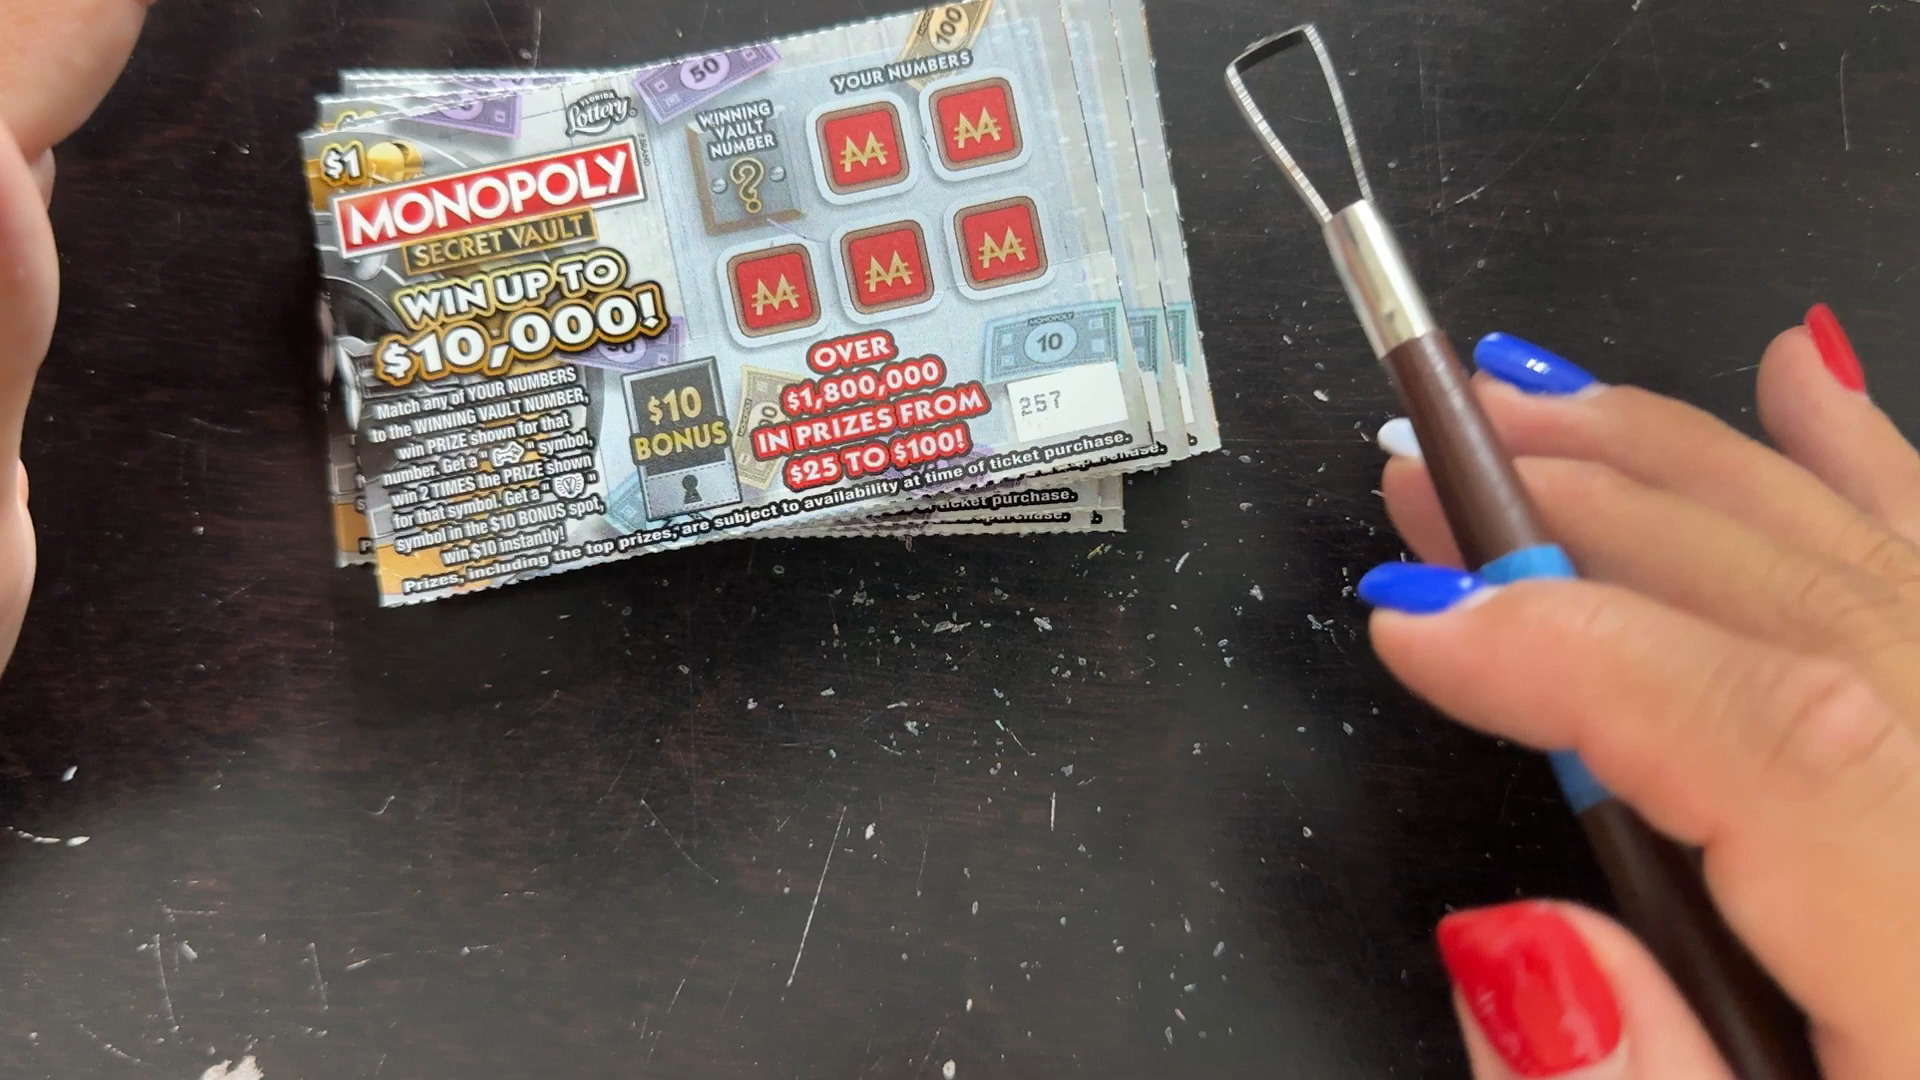 FLORIDA
Lottery
$1
MONOPOLY
BRAND
SECRET VAULT
WIN UP TO
$10,000!
Match any of YOUR NUMBERS
to the WINNING VAULT NUMBER,
win PRIZE shown for that
number. Get a " " symbol,
win 2 TIMES the PRIZE shown
for that symbol. Get a " "
symbol in the $10 BONUS spot,
win $10 instantly!
Prizes, including the top prizes, are subject to availability at time of ticket purchase.
50
100
WINNING
VAULT
NUMBER
?
YOUR NUMBERS
$10
BONUS
OVER
$1,800,000
IN PRIZES FROM
$25 TO $100!
MONOPOLY
10
257
ticket purchase.